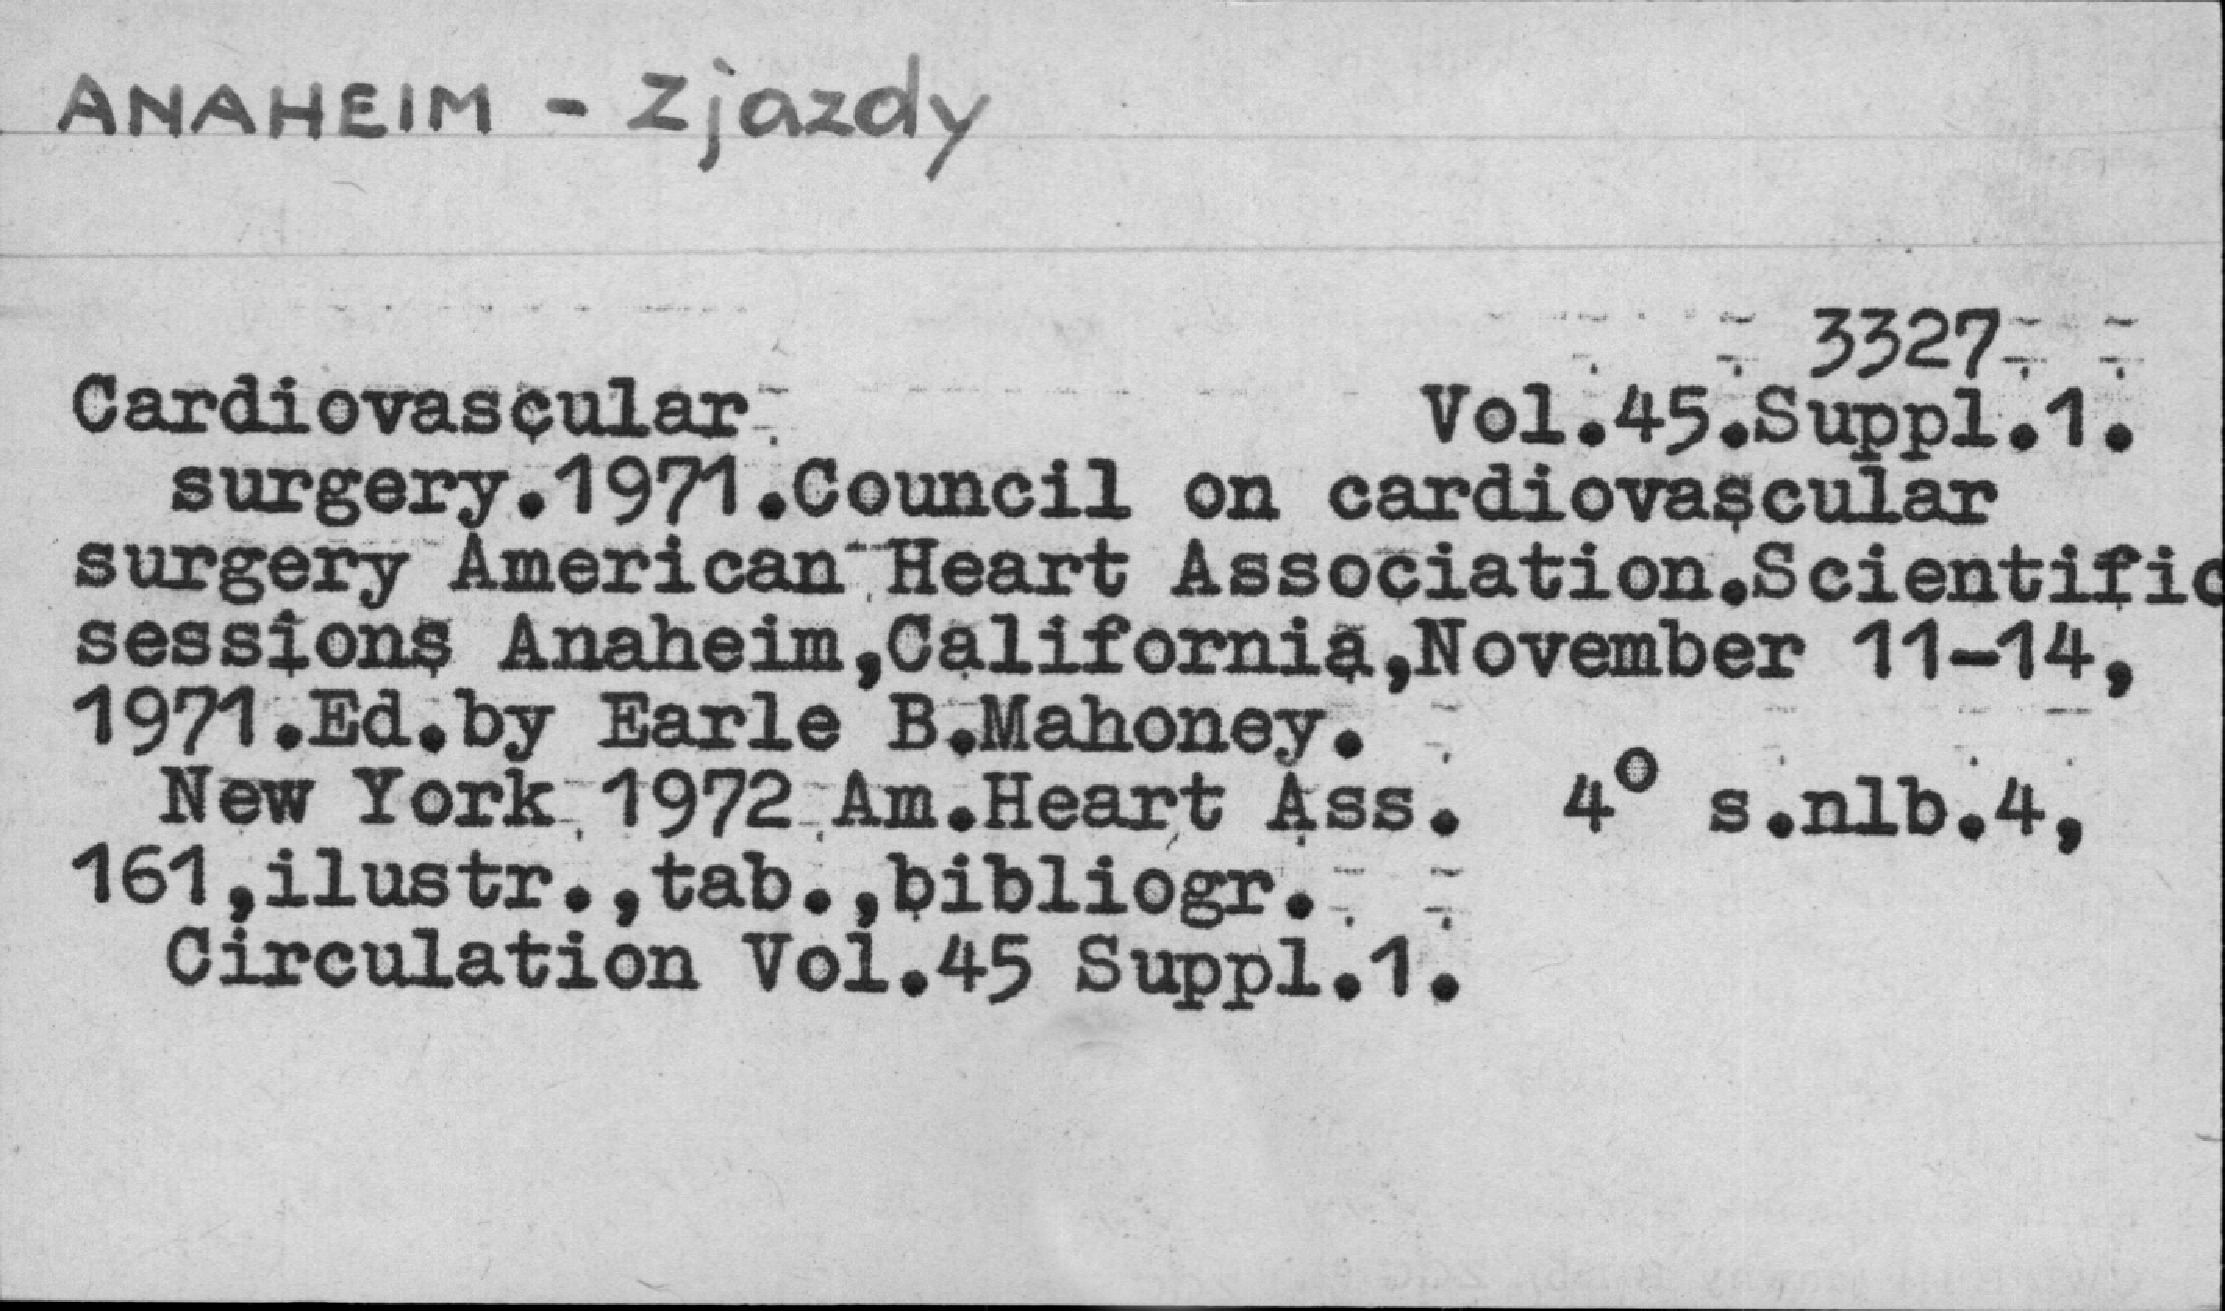 ANAHEIM - Zjazdy
3327
Cardiovascular Vol.45.Suppl.1.
surgery.1971.Council on cardiovascular
surgery American Heart Association.Scientific
sessions Anaheim,California,November 11-14,
1971.Ed.by Earle B.Mahoney.
New York 1972 Am.Heart Ass. 4° s.nlb.4,
161,ilustr.,tab.,bibliogr.
Circulation Vol.45 Suppl.1.